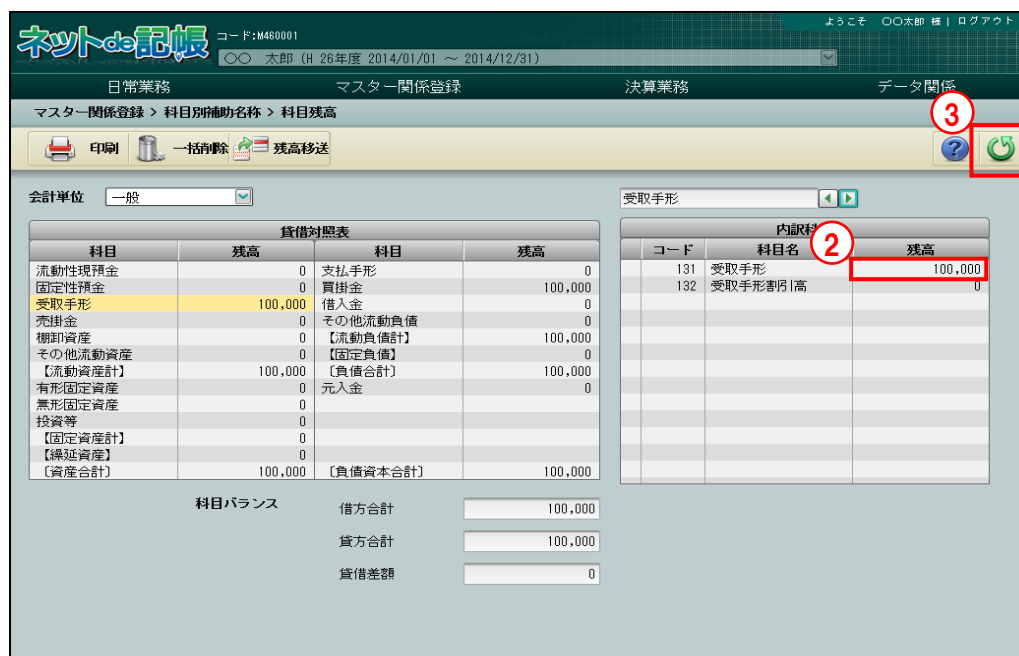 ようこそ 〇〇太郎 様 | ログアウト
ネットde記帳 コード:M460001
〇〇 太郎 (H 26年度 2014/01/01 ～ 2014/12/31)
日常業務 マスター関係登録 決算業務 データ関係
マスター関係登録 > 科目別補助名称 > 科目残高
③
印刷 一括削除 残高移送 ?
会計単位 一般 受取手形
貸借対照表 内訳科
科目 残高 科目 残高 コード 科目名 ② 残高
流動性現預金 0 支払手形 0 131 受取手形 100,000
固定性預金 0 買掛金 100,000 132 受取手形割引高 0
受取手形 100,000 借入金 0
売掛金 0 その他流動負債 0
棚卸資産 0 【流動負債計】 100,000
その他流動資産 0 【固定負債】 0
【流動資産計】 100,000 〔負債合計〕 100,000
有形固定資産 0 元入金 0
無形固定資産 0
投資等 0
【固定資産計】 0
【繰延資産】 0
〔資産合計〕 100,000 〔負債資本合計〕 100,000
科目バランス 借方合計 100,000
貸方合計 100,000
貸借差額 0